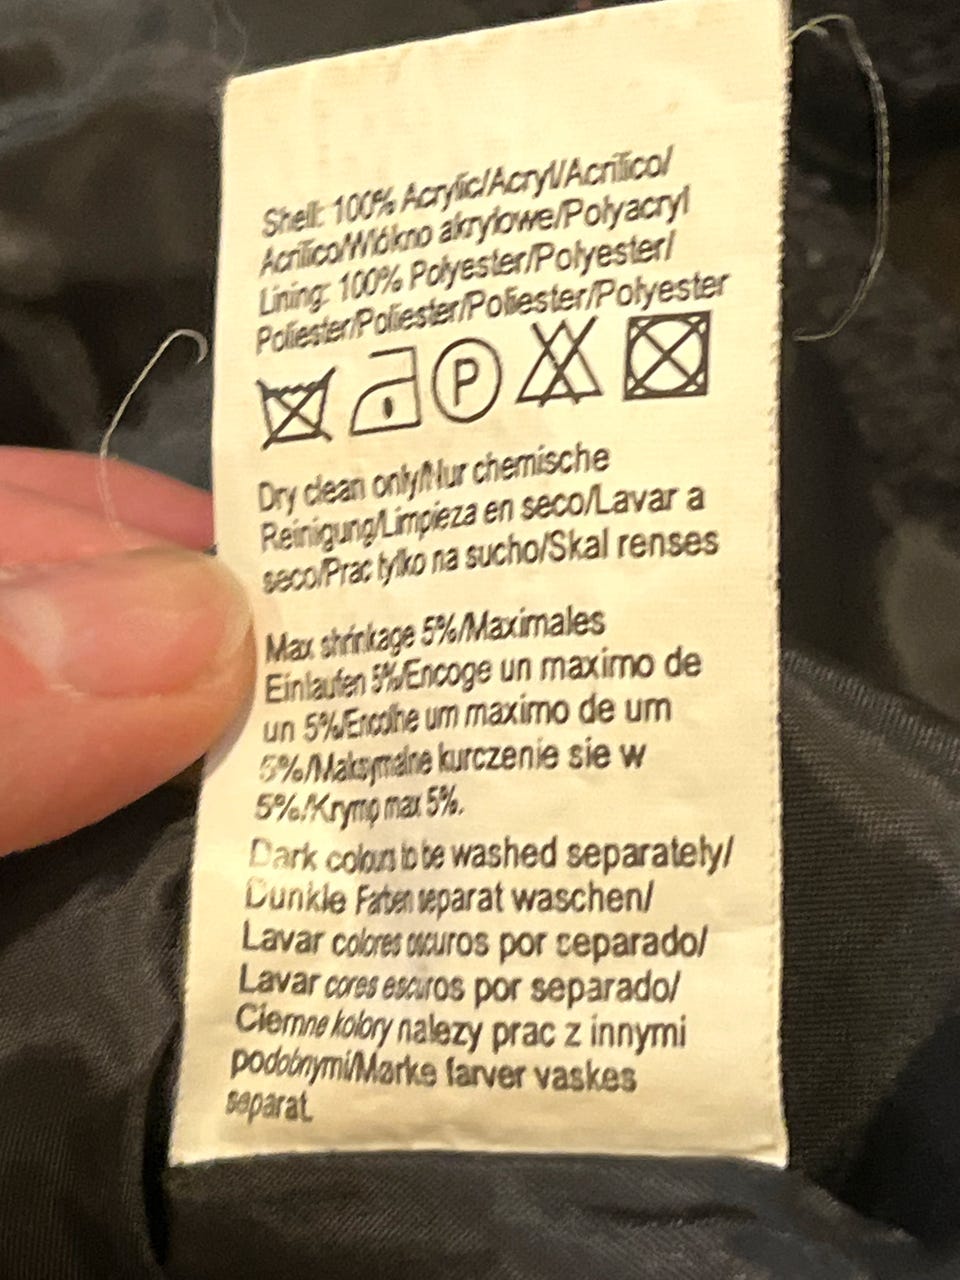 Shell: 100% Acrylic/Acryl/Acrílico/
Acrílico/Wlókno akrylowe/Polyacryl
Lining: 100% Polyester/Polyester/
Poliester/Poliester/Poliester/Polyester
P
Dry clean only/Nur chemische
Reinigung/Limpieza en seco/Lavar a
seco/Prac tylko na sucho/Skal renses
Max shrinkage 5%/Maximales
Einlaufen 5%/Encoge un maximo de
un 5%/Encolhe um maximo de um
5%/Maksymalne kurczenie sie w
5%/Krymp max 5%.
Dark colours to be washed separately/
Dunkle Farben separat waschen/
Lavar colores oscuros por separado/
Lavar cores escuros por separado/
Ciemne kolory nalezy prac z innymi
podobnymi/Mørke farver vaskes
separat.